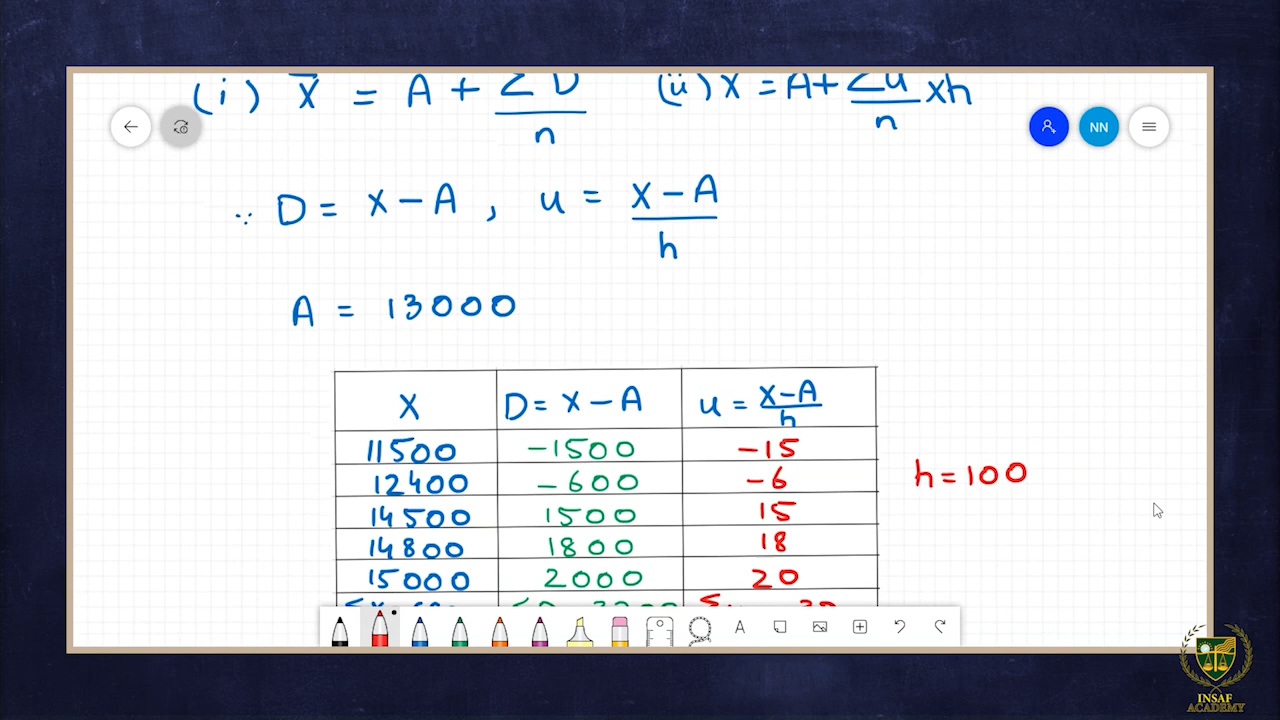 (i) X̄ = A + ΣD/n (ii) X = A + Σu/n xh
NN
∵ D = X - A , u = X - A / h
A = 13000
X D = X - A u = X-A/h
11500 -1500 -15
12400 -600 -6
h = 100
14500 1500 15
14800 1800 18
15000 2000 20
A
INSAF
ACADEMY